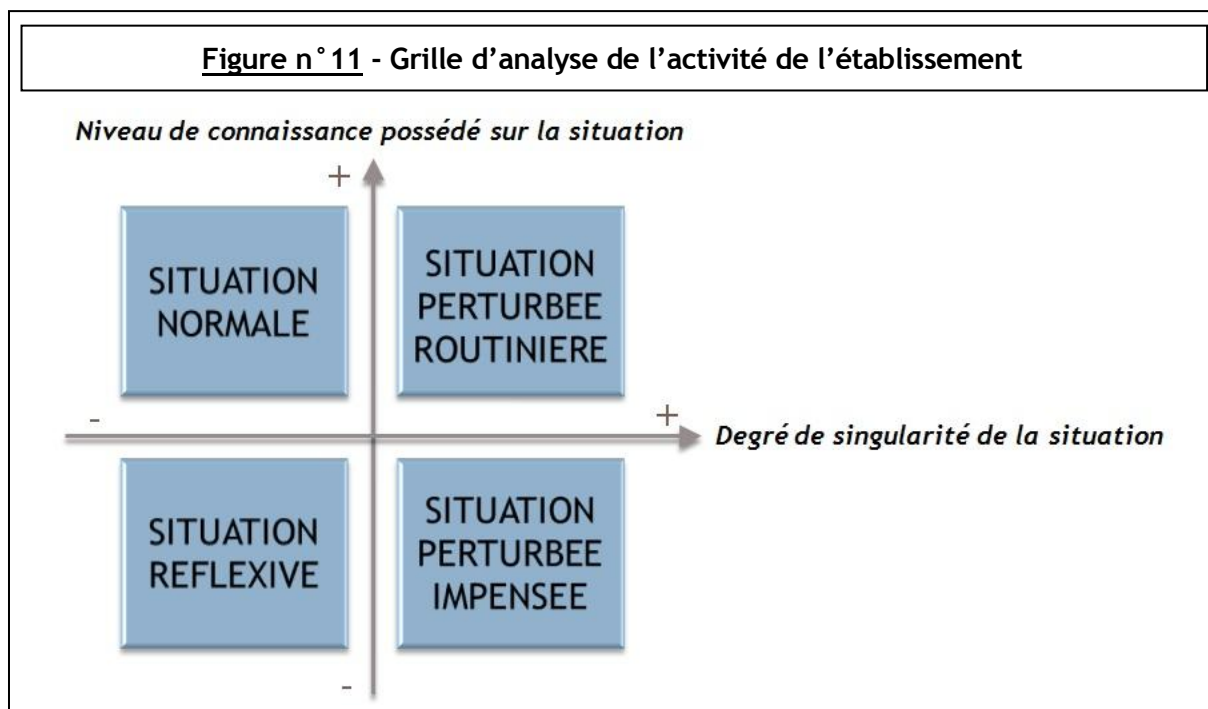 Figure n°11 - Grille d’analyse de l’activité de l’établissement
Niveau de connaissance possédé sur la situation
+
SITUATION
NORMALE
SITUATION
PERTURBEE
ROUTINIERE
-
+
Degré de singularité de la situation
SITUATION
REFLEXIVE
SITUATION
PERTURBEE
IMPENSEE
-